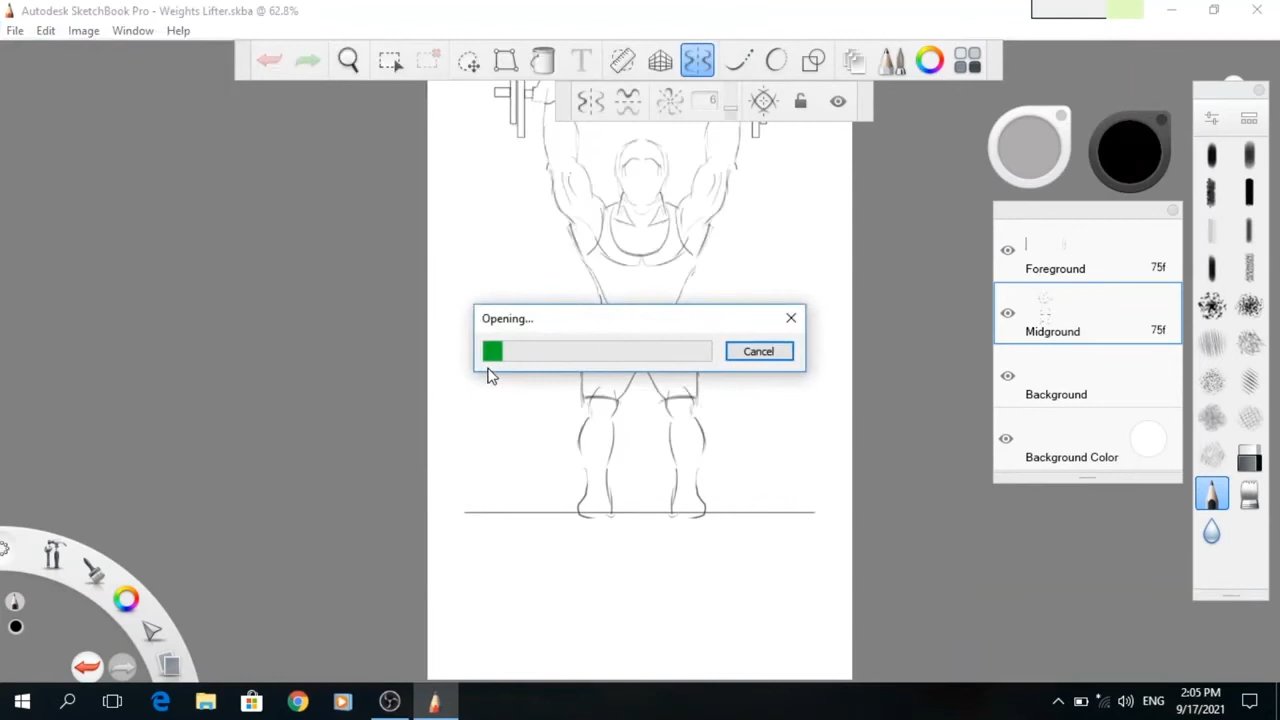 Autodesk SketchBook Pro - Weights Lifter.skba @ 62.8%
File Edit Image Window Help
T
6
Foreground 75f
Opening...
Cancel
Midground 75f
Background
Background Color
ENG
2:05 PM
9/17/2021